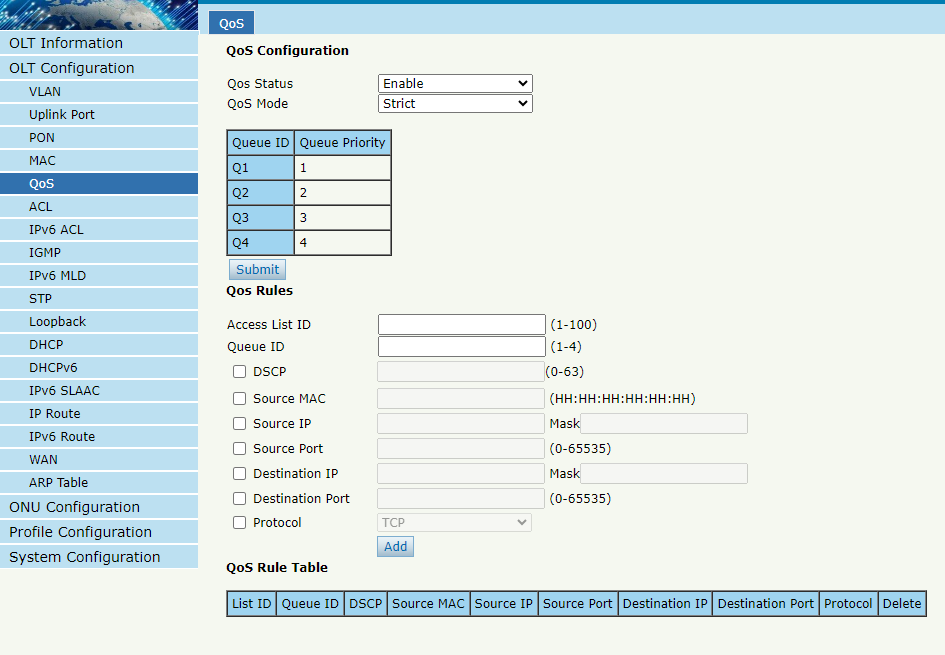 OLT Information
OLT Configuration
VLAN
Uplink Port
PON
MAC
QoS
ACL
IPv6 ACL
IGMP
IPv6 MLD
STP
Loopback
DHCP
DHCPv6
IPv6 SLAAC
IP Route
IPv6 Route
WAN
ARP Table
ONU Configuration
Profile Configuration
System Configuration
QoS
QoS Configuration
Qos Status Enable
QoS Mode Strict
Queue ID Queue Priority
Q1 1
Q2 2
Q3 3
Q4 4
Submit
Qos Rules
Access List ID (1-100)
Queue ID (1-4)
DSCP (0-63)
Source MAC (HH:HH:HH:HH:HH:HH)
Source IP Mask
Source Port (0-65535)
Destination IP Mask
Destination Port (0-65535)
Protocol TCP
Add
QoS Rule Table
List ID Queue ID DSCP Source MAC Source IP Source Port Destination IP Destination Port Protocol Delete